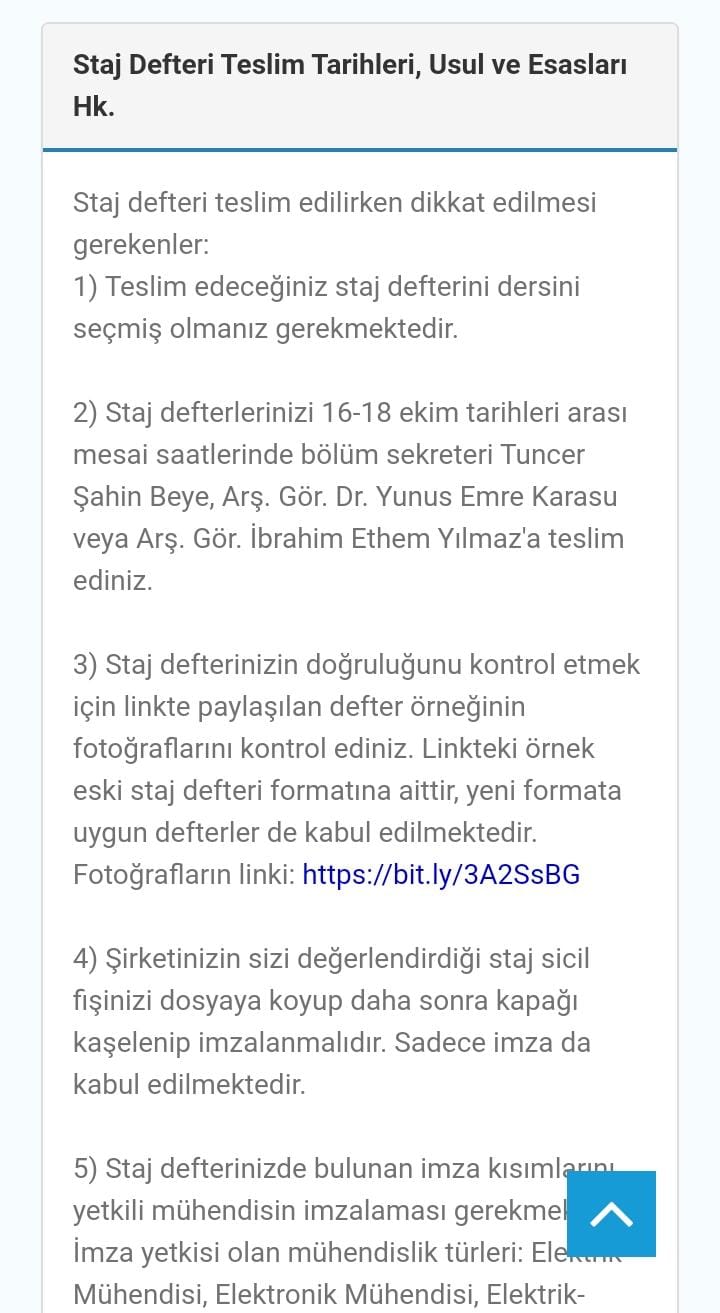 Staj Defteri Teslim Tarihleri, Usul ve Esasları
Hk.
Staj defteri teslim edilirken dikkat edilmesi
gerekenler:
1) Teslim edeceğiniz staj defterini dersini
seçmiş olmanız gerekmektedir.
2) Staj defterlerinizi 16-18 ekim tarihleri arası
mesai saatlerinde bölüm sekreteri Tuncer
Şahin Beye, Arş. Gör. Dr. Yunus Emre Karasu
veya Arş. Gör. İbrahim Ethem Yılmaz'a teslim
ediniz.
3) Staj defterinizin doğruluğunu kontrol etmek
için linkte paylaşılan defter örneğinin
fotoğraflarını kontrol ediniz. Linkteki örnek
eski staj defteri formatına aittir, yeni formata
uygun defterler de kabul edilmektedir.
Fotoğrafların linki: https://bit.ly/3A2SsBG
4) Şirketinizin sizi değerlendirdiği staj sicil
fişinizi dosyaya koyup daha sonra kapağı
kaşelenip imzalanmalıdır. Sadece imza da
kabul edilmektedir.
5) Staj defterinizde bulunan imza kısımlarını
yetkili mühendisin imzalaması
İmza yetkisi olan mühendislik türleri: Elektrik
Mühendisi, Elektronik Mühendisi, Elektrik-